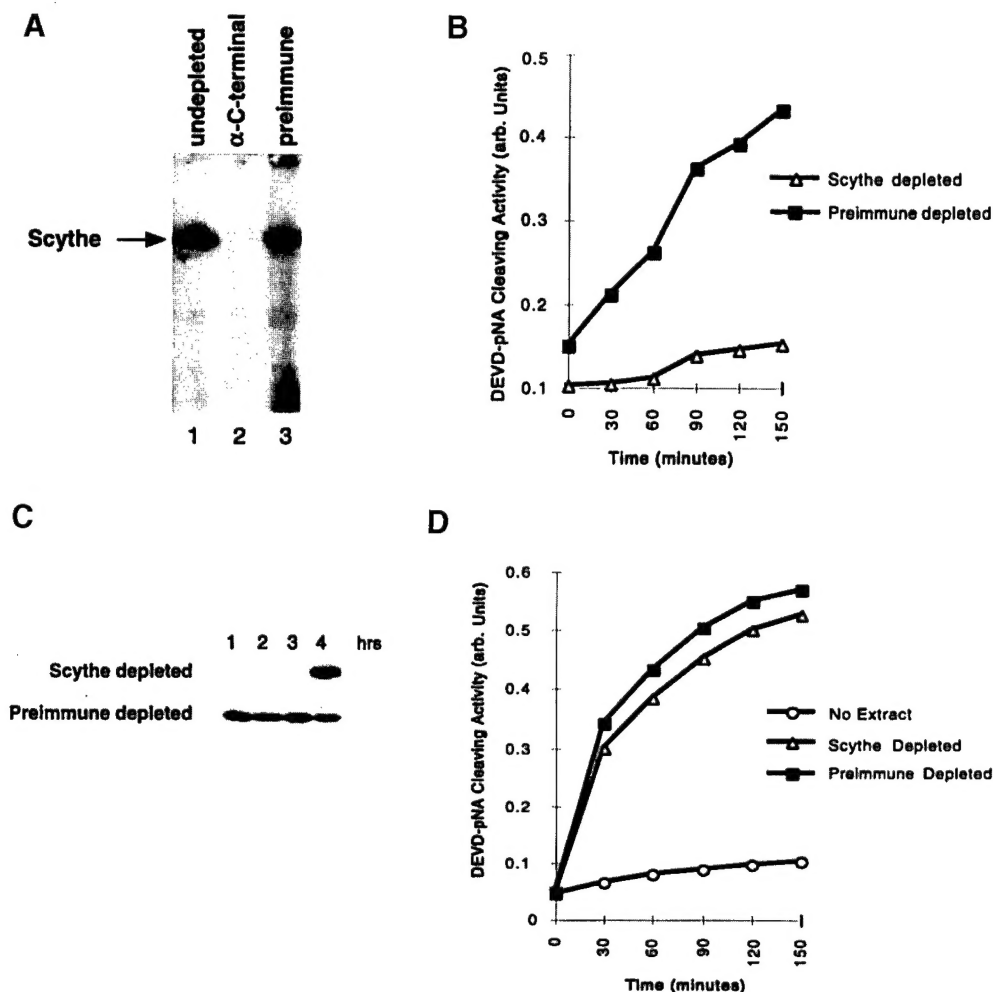 A
undepleted
α-C-terminal
preimmune
Scythe
1 2 3
B
DEVD-pNA Cleaving Activity (arb. Units)
0.5
0.4
0.3
0.2
0.1
0 30 60 90 120 150
Time (minutes)
Scythe depleted
Preimmune depleted
C
1 2 3 4 hrs
Scythe depleted
Preimmune depleted
D
DEVD-pNA Cleaving Activity (arb. Units)
0.6
0.5
0.4
0.3
0.2
0.1
0
0 30 60 90 120 150
Time (minutes)
No Extract
Scythe Depleted
Preimmune Depleted